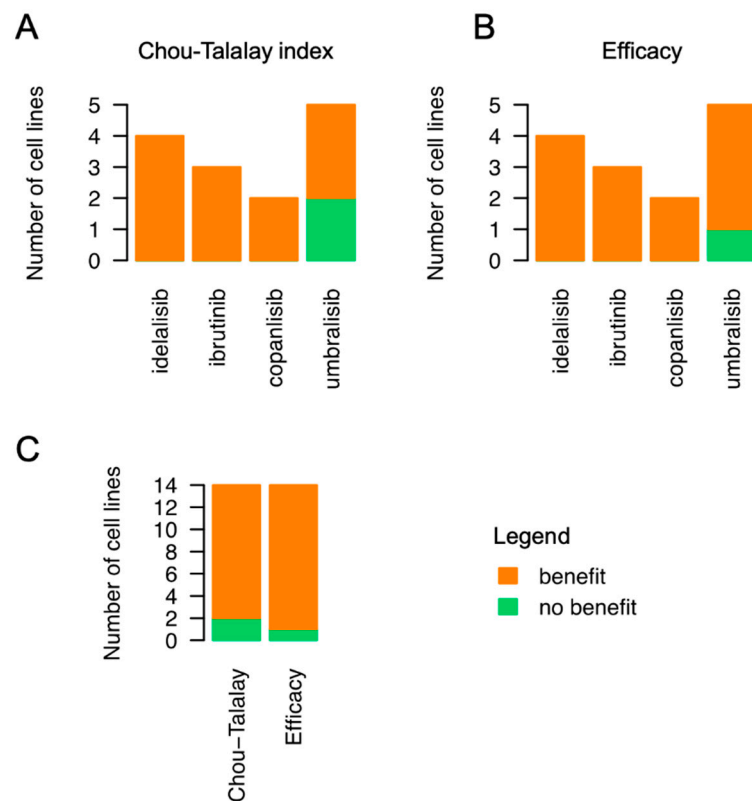 A
Chou-Talalay index
Number of cell lines
5
4
3
2
1
0
idelalisib
ibrutinib
copanlisib
umbralisib
B
Efficacy
Number of cell lines
5
4
3
2
1
0
idelalisib
ibrutinib
copanlisib
umbralisib
C
Number of cell lines
14
12
10
8
6
4
2
0
Chou-Talalay
Efficacy
Legend
benefit
no benefit